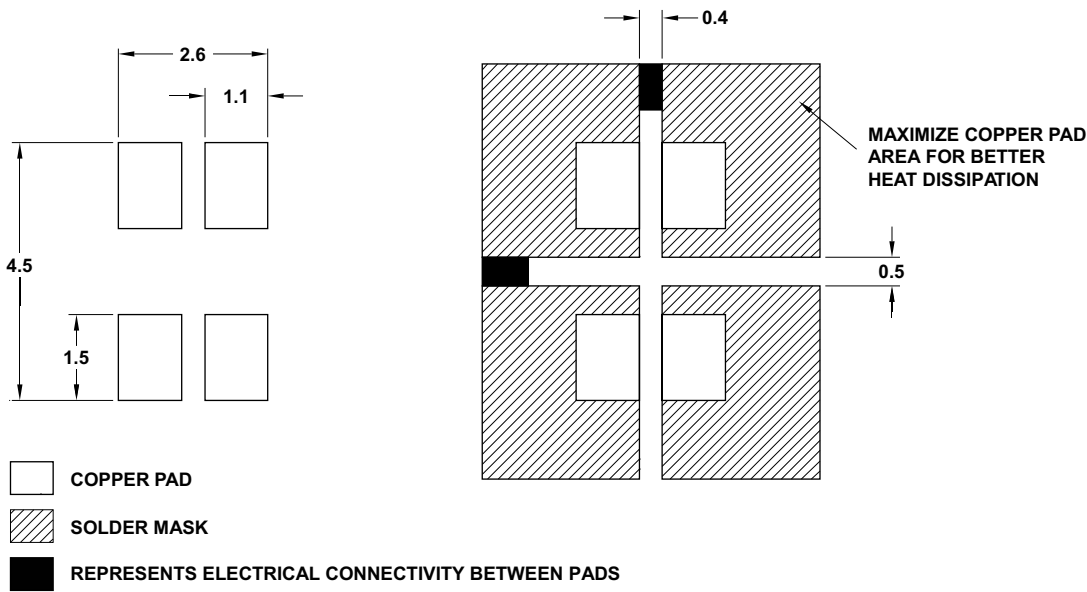 2.6
1.1
4.5
1.5
0.4
MAXIMIZE COPPER PAD
AREA FOR BETTER
HEAT DISSIPATION
0.5
COPPER PAD
SOLDER MASK
REPRESENTS ELECTRICAL CONNECTIVITY BETWEEN PADS